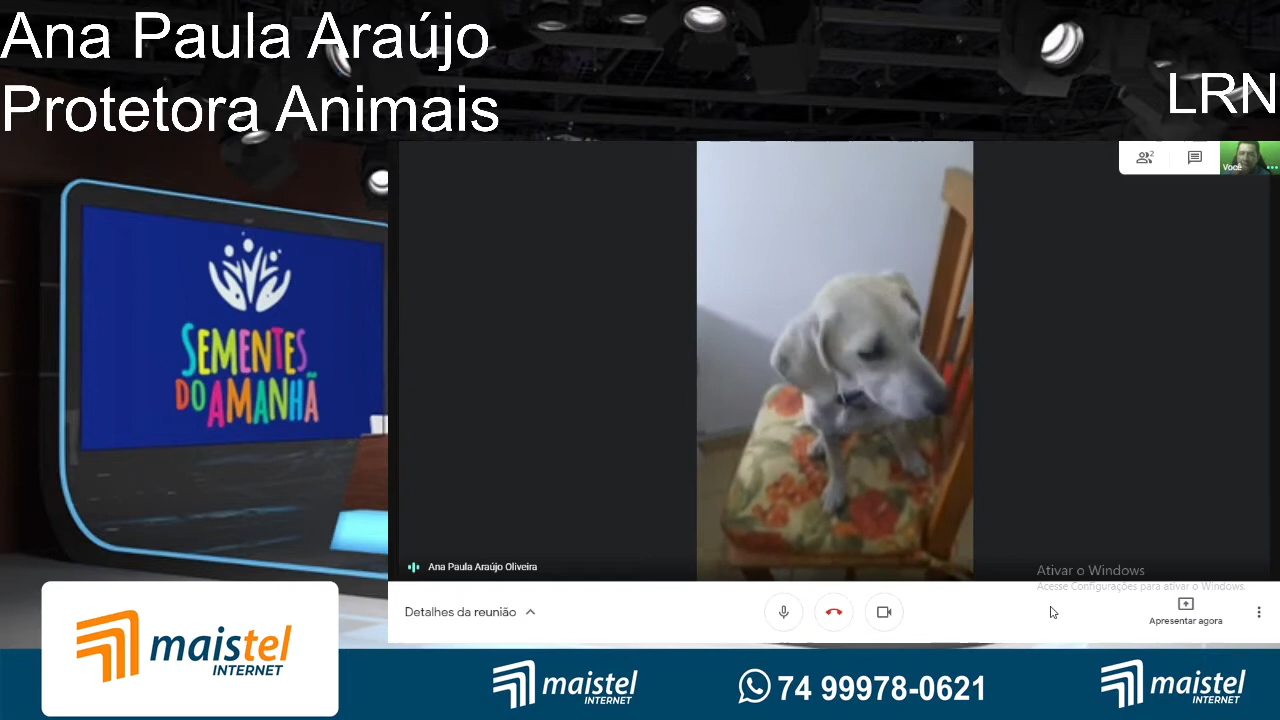 Ana Paula Araújo
Protetora Animais
LRN
2
Você
SEMENTES
DO AMANHÃ
Ana Paula Araújo Oliveira
Ativar o Windows
Acesse Configurações para ativar o Windows.
Detalhes da reunião
Apresentar agora
maistel
INTERNET
maistel
INTERNET
74 99978-0621
maistel
INTERNET